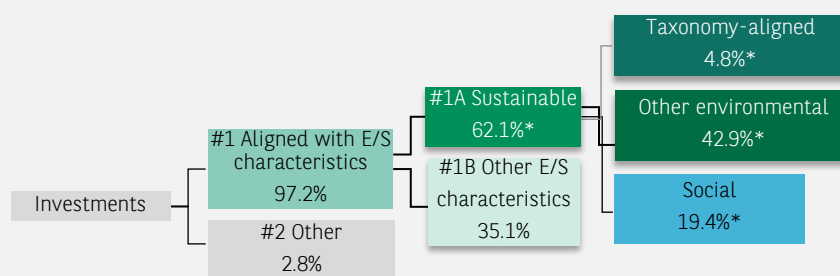 Investments
#1 Aligned with E/S
characteristics
97.2%
#2 Other
2.8%
#1A Sustainable
62.1%*
#1B Other E/S
characteristics
35.1%
Taxonomy-aligned
4.8%*
Other environmental
42.9%*
Social
19.4%*